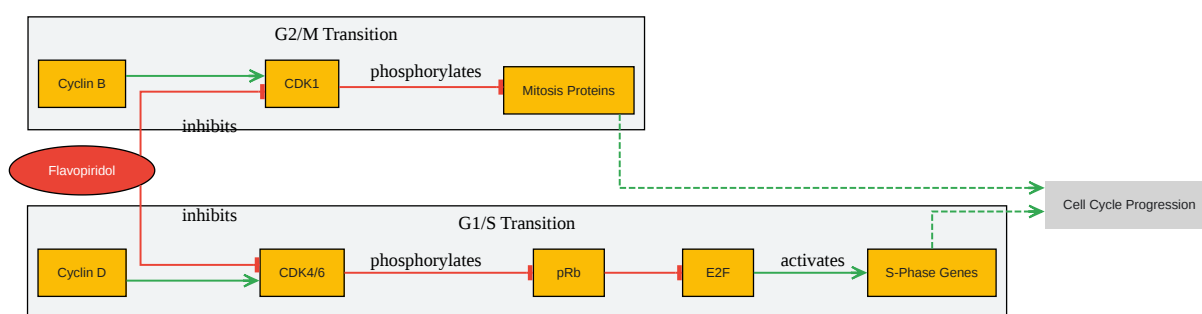 G2/M Transition
Cyclin B
CDK1
phosphorylates
Mitosis Proteins
inhibits
Flavopiridol
Cell Cycle Progression
inhibits
G1/S Transition
Cyclin D
CDK4/6
phosphorylates
pRb
E2F
activates
S-Phase Genes